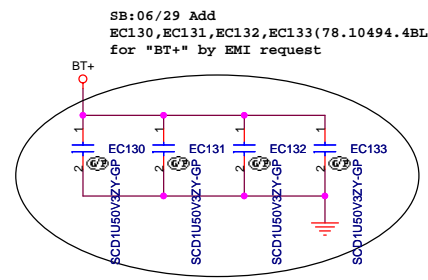 SB:06/29 Add
EC130,EC131,EC132,EC133(78.10494.4BL
for "BT+" by EMI request
BT+
1 1 1 1
EC130 EC131 EC132 EC133
2 2 2 2
SCD1U50V3ZY-GP SCD1U50V3ZY-GP SCD1U50V3ZY-GP SCD1U50V3ZY-GP